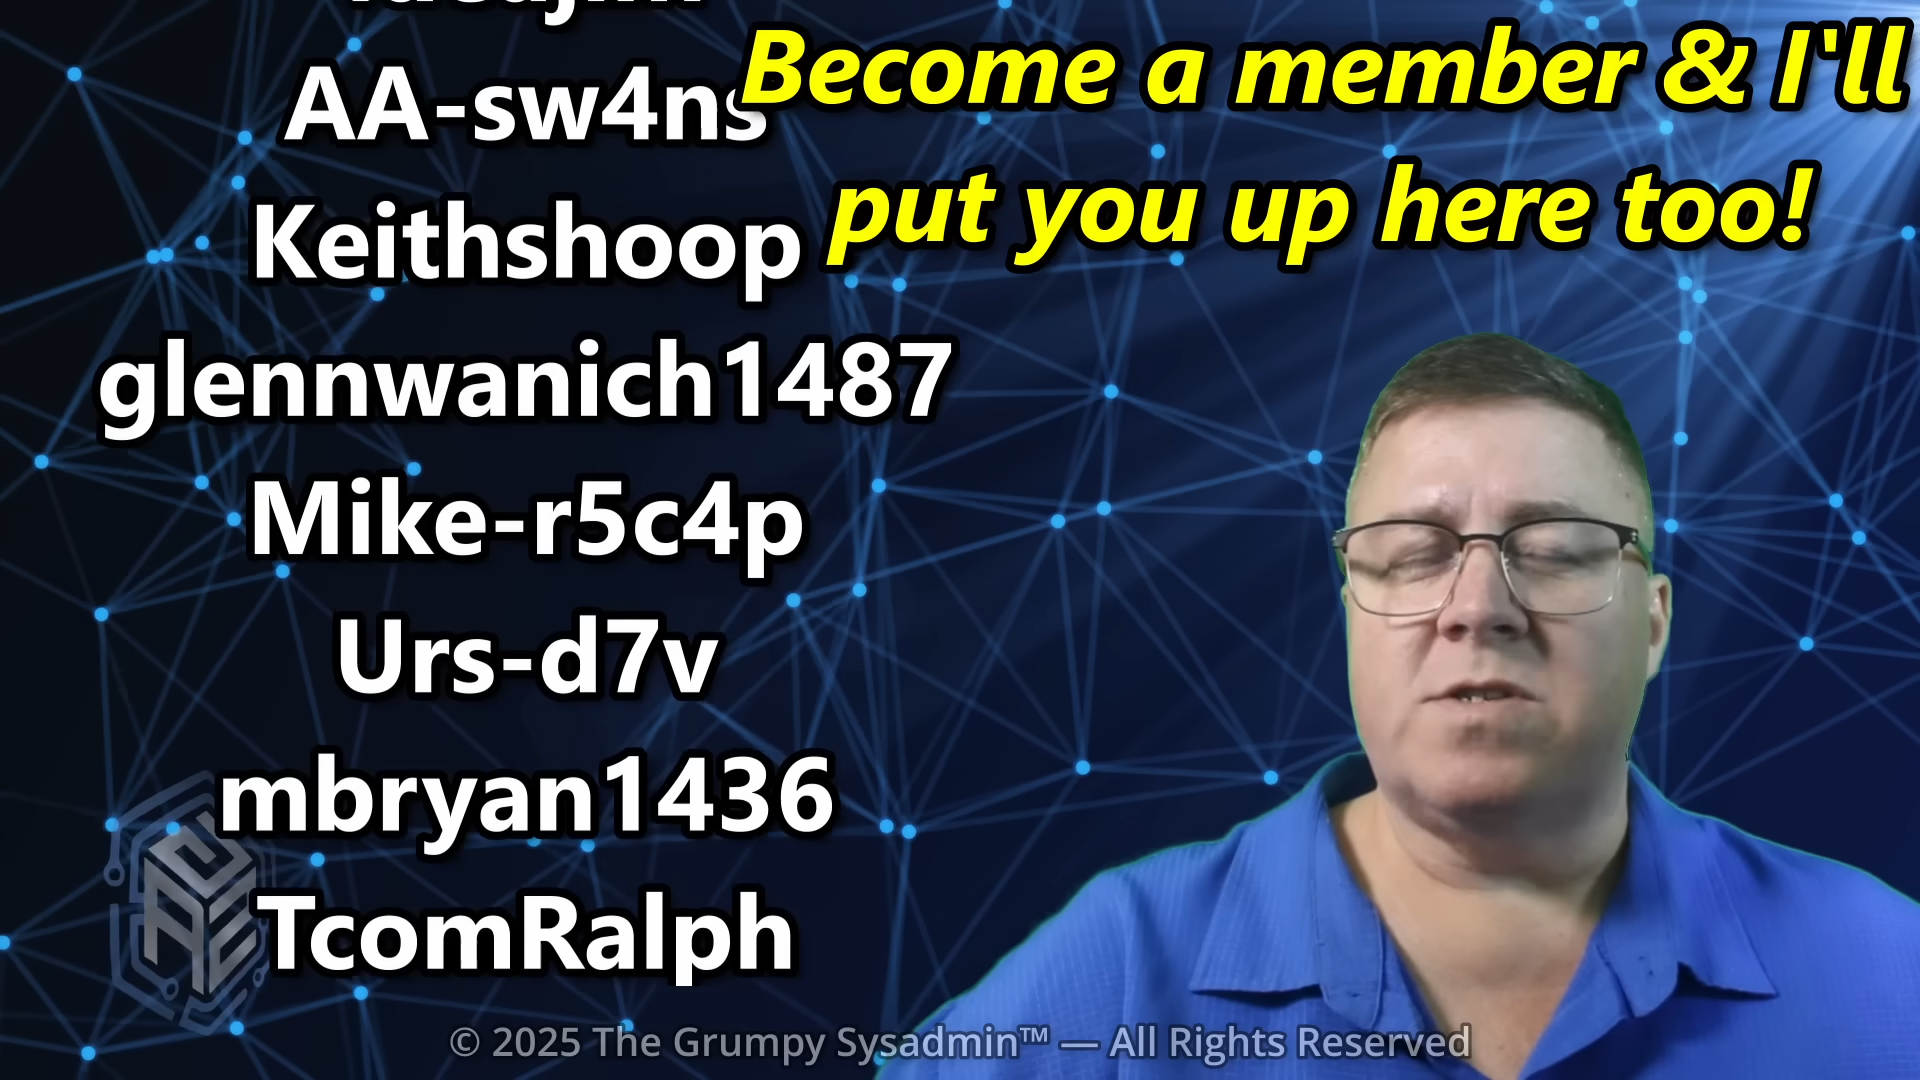 AA-sw4ns
Keithshoop
glennwanich1487
Mike-r5c4p
Urs-d7v
mbryan1436
TcomRalph
Become a member & I'll
put you up here too!
© 2025 The Grumpy Sysadmin™ — All Rights Reserved